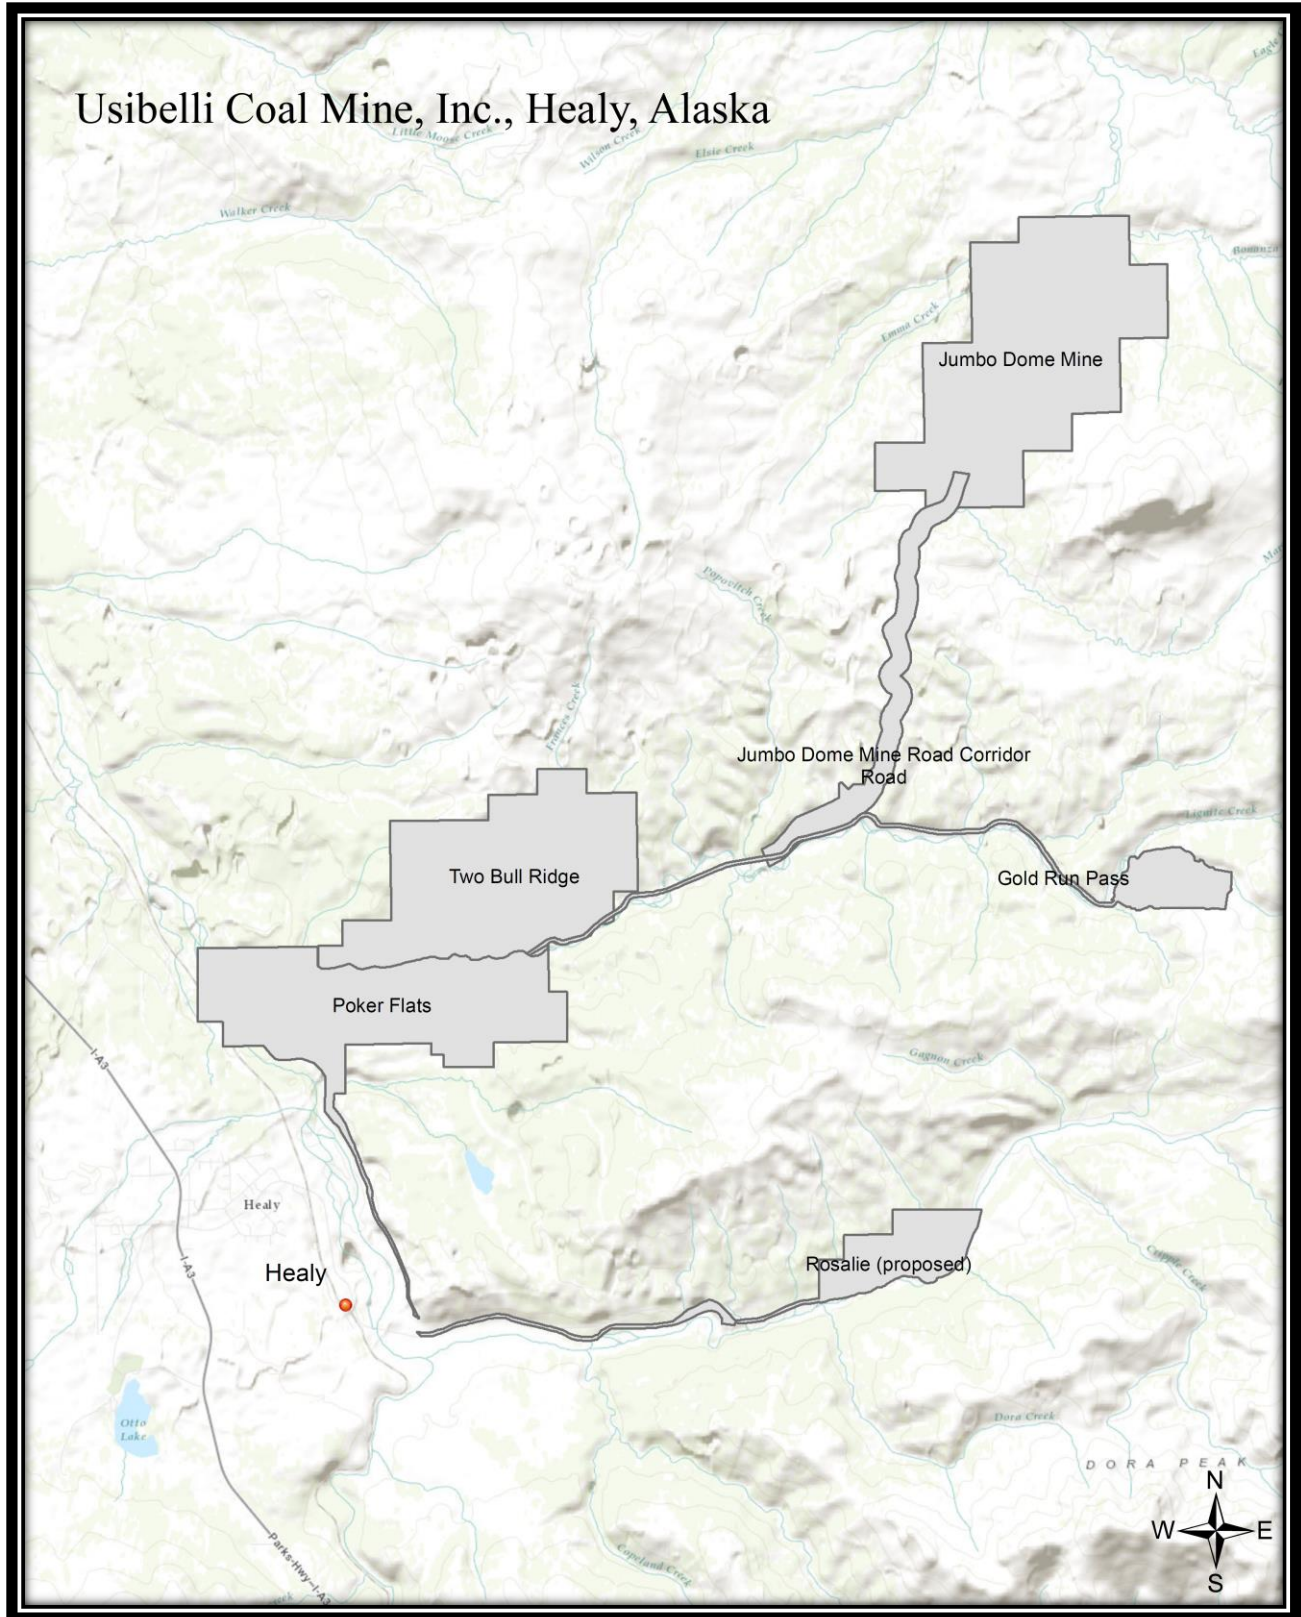 Usibelli Coal Mine, Inc., Healy, Alaska
Little Moose Creek
Wilson Creek
Elsie Creek
Walker Creek
Bonanza
Emma Creek
Jumbo Dome Mine
Popovitch Creek
Frances Creek
Jumbo Dome Mine Road Corridor
Road
Lignite Creek
Two Bull Ridge
Gold Run Pass
Poker Flats
I-A3
Gagnon Creek
Healy
I-A3
Healy
Rosalie (proposed)
Cripple Creek
Otto
Lake
Dora Creek
DORA PEAK
N
W E
S
Parks-Hwy-I-A3
Copeland Creek